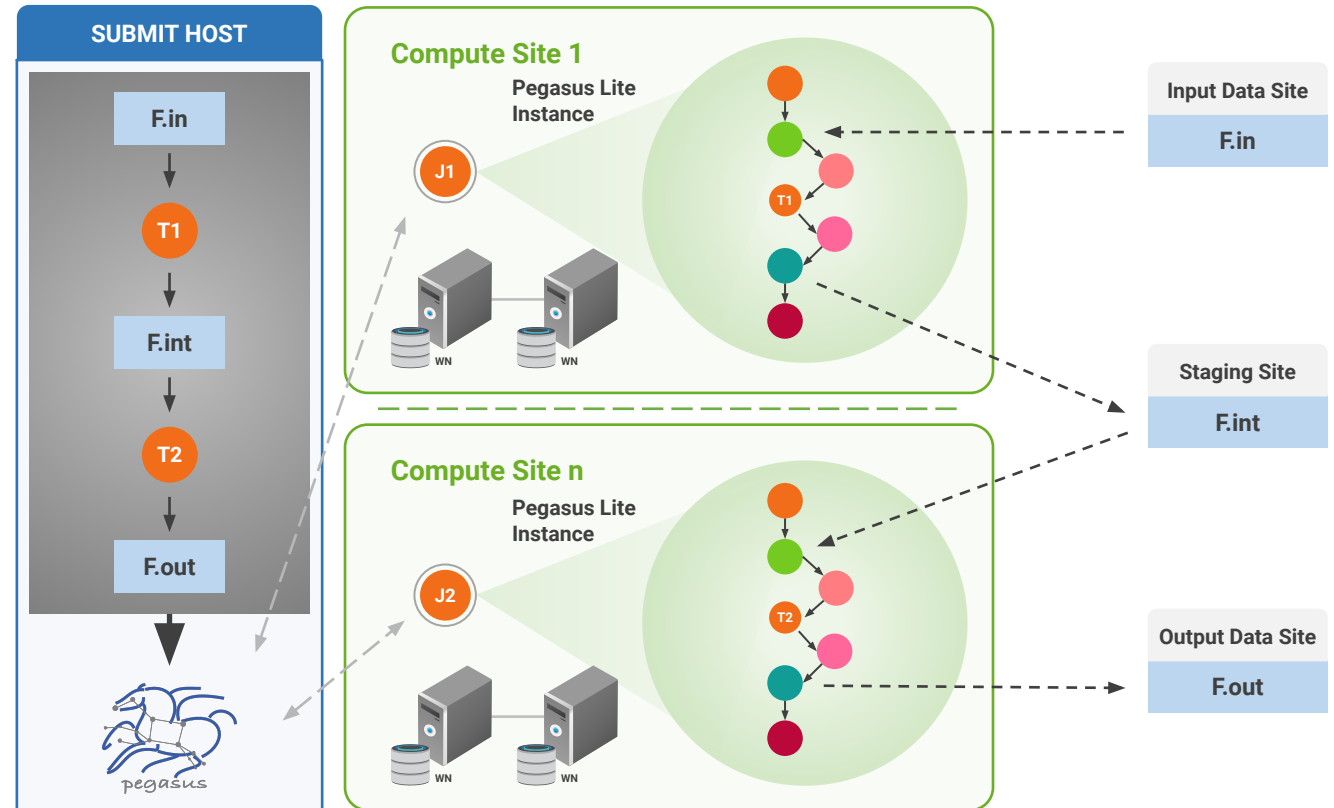 SUBMIT HOST
F.in
T1
F.int
T2
F.out
pegasus
Compute Site 1
Pegasus Lite
Instance
J1
T1
WN
WN
Compute Site n
Pegasus Lite
Instance
J2
T2
WN
WN
Input Data Site
F.in
Staging Site
F.int
Output Data Site
F.out